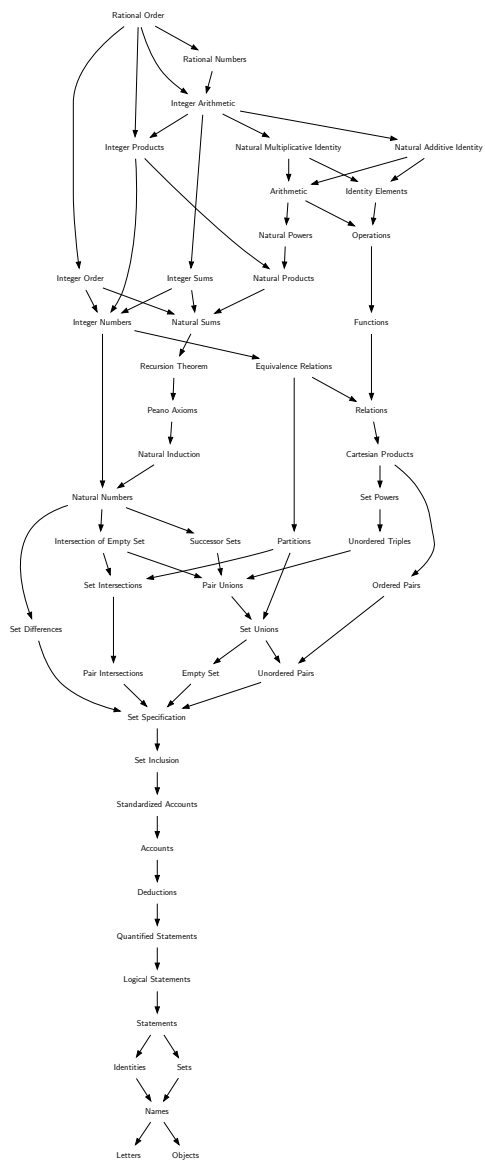 Rational Order
Rational Numbers
Integer Arithmetic
Integer Products
Natural Multiplicative Identity
Natural Additive Identity
Arithmetic
Identity Elements
Natural Powers
Operations
Integer Order
Integer Sums
Natural Products
Integer Numbers
Natural Sums
Functions
Recursion Theorem
Equivalence Relations
Peano Axioms
Relations
Natural Induction
Cartesian Products
Natural Numbers
Set Powers
Intersection of Empty Set
Successor Sets
Partitions
Unordered Triples
Set Intersections
Pair Unions
Ordered Pairs
Set Differences
Set Unions
Pair Intersections
Empty Set
Unordered Pairs
Set Specification
Set Inclusion
Standardized Accounts
Accounts
Deductions
Quantified Statements
Logical Statements
Statements
Identities
Sets
Names
Letters
Objects